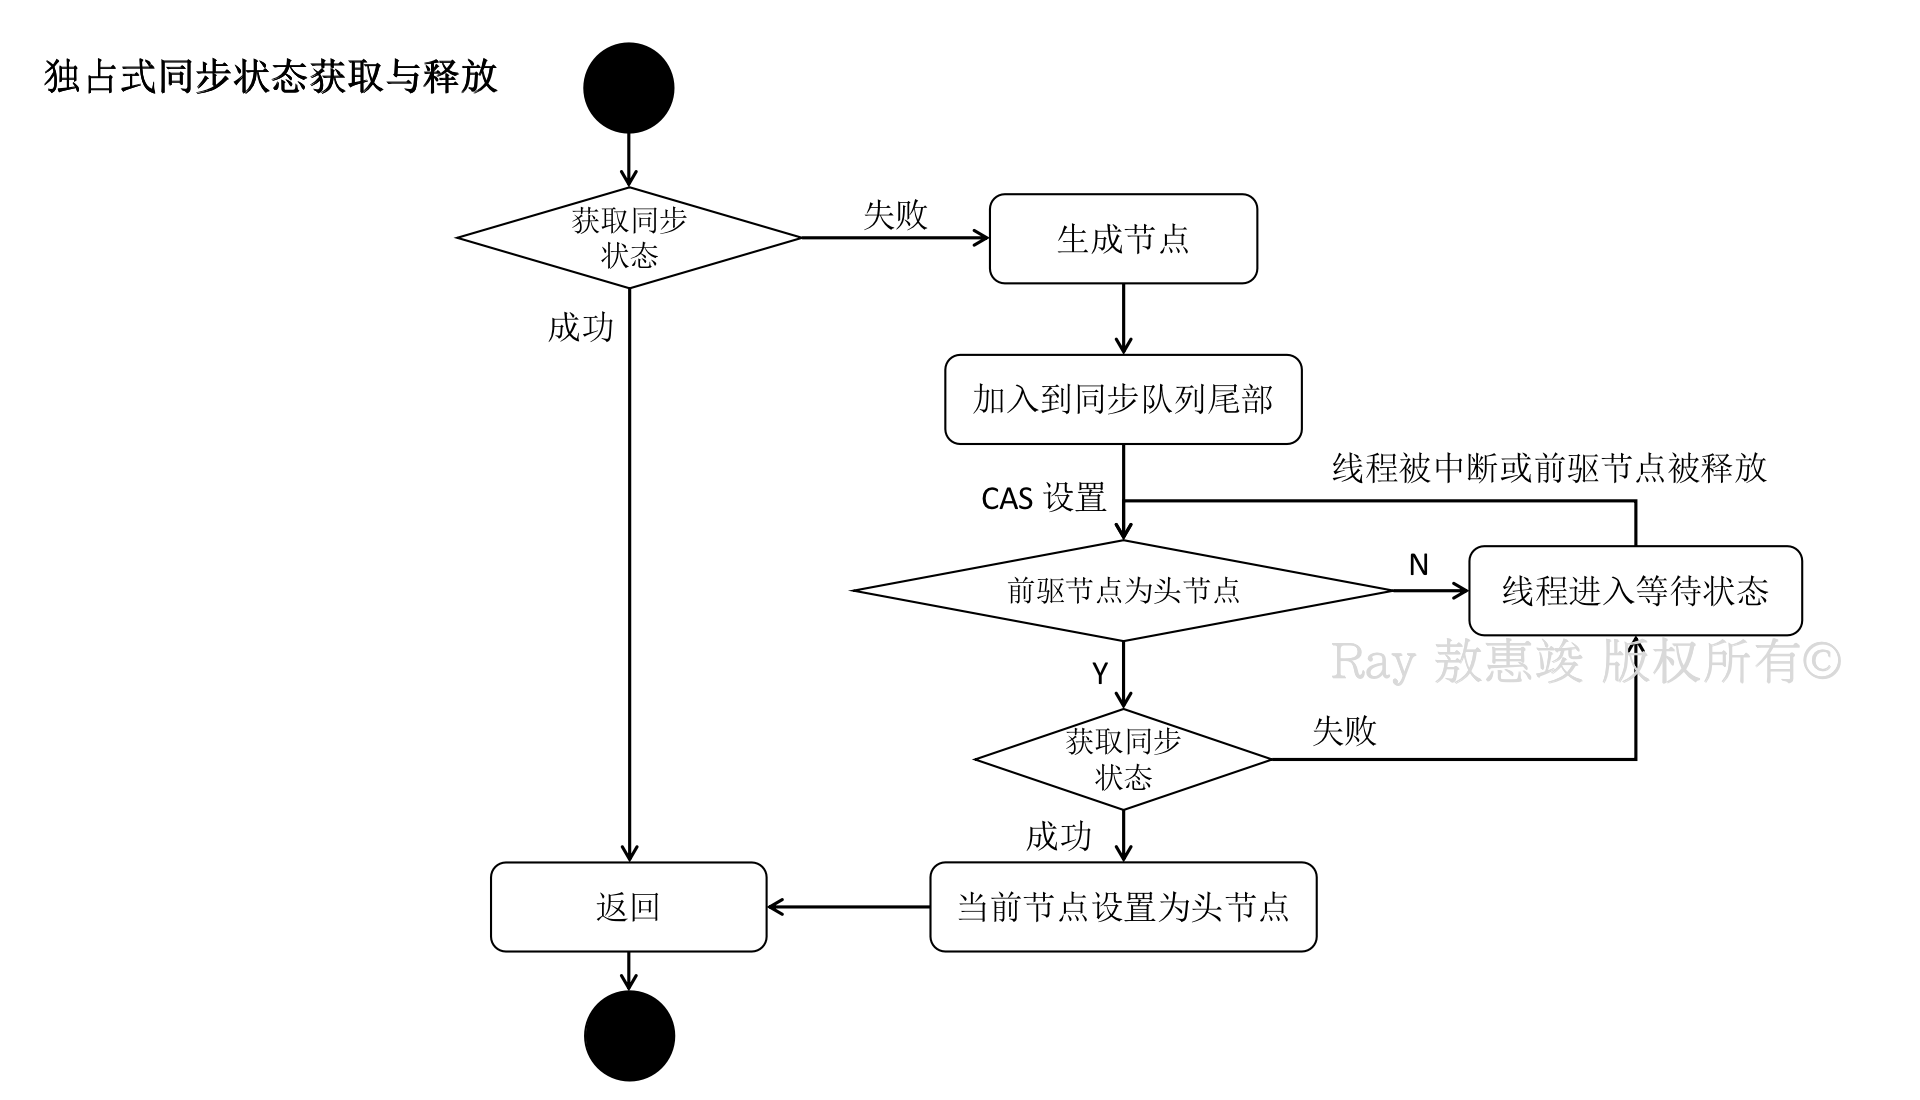 独占式同步状态获取与释放
获取同步
状态
失败
生成节点
成功
加入到同步队列尾部
线程被中断或前驱节点被释放
CAS 设置
前驱节点为头节点
N
线程进入等待状态
Ray 敖惠竣 版权所有©
Y
获取同步
状态
失败
成功
返回
当前节点设置为头节点